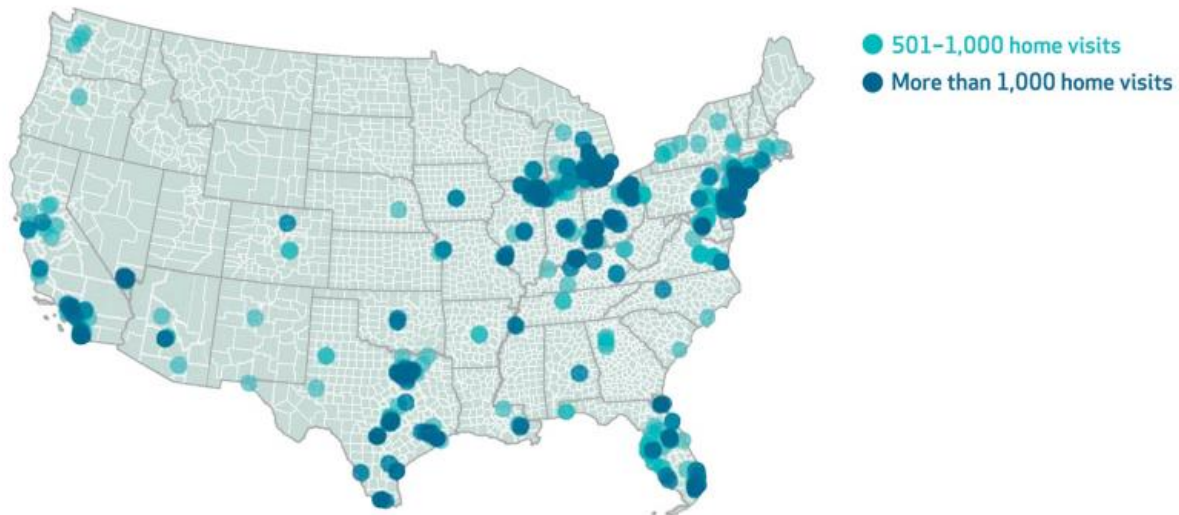 501–1,000 home visits
More than 1,000 home visits